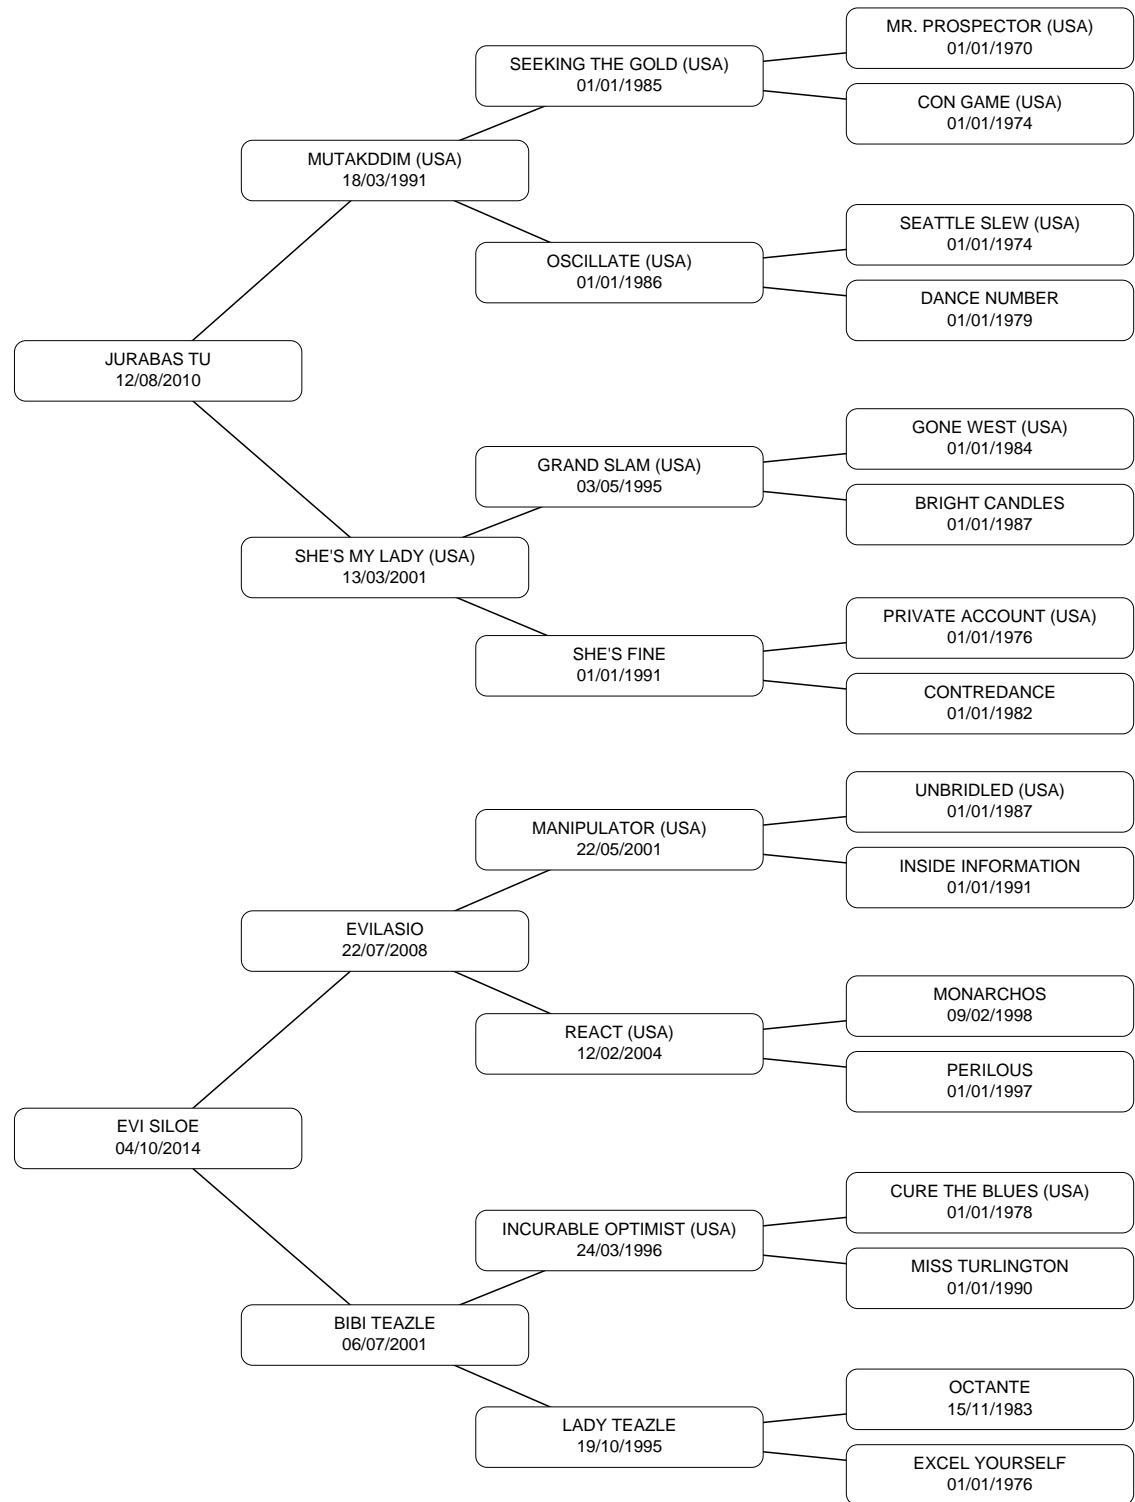 MR. PROSPECTOR (USA)
01/01/1970
SEEKING THE GOLD (USA)
01/01/1985
CON GAME (USA)
01/01/1974
MUTAKDDIM (USA)
18/03/1991
SEATTLE SLEW (USA)
01/01/1974
OSCILLATE (USA)
01/01/1986
DANCE NUMBER
01/01/1979
JURABAS TU
12/08/2010
GONE WEST (USA)
01/01/1984
GRAND SLAM (USA)
03/05/1995
BRIGHT CANDLES
01/01/1987
SHE'S MY LADY (USA)
13/03/2001
PRIVATE ACCOUNT (USA)
01/01/1976
SHE'S FINE
01/01/1991
CONTREDANCE
01/01/1982
UNBRIDLED (USA)
01/01/1987
MANIPULATOR (USA)
22/05/2001
INSIDE INFORMATION
01/01/1991
EVILASIO
22/07/2008
MONARCHOS
09/02/1998
REACT (USA)
12/02/2004
PERILOUS
01/01/1997
EVI SILOE
04/10/2014
CURE THE BLUES (USA)
01/01/1978
INCURABLE OPTIMIST (USA)
24/03/1996
MISS TURLINGTON
01/01/1990
BIBI TEAZLE
06/07/2001
OCTANTE
15/11/1983
LADY TEAZLE
19/10/1995
EXCEL YOURSELF
01/01/1976